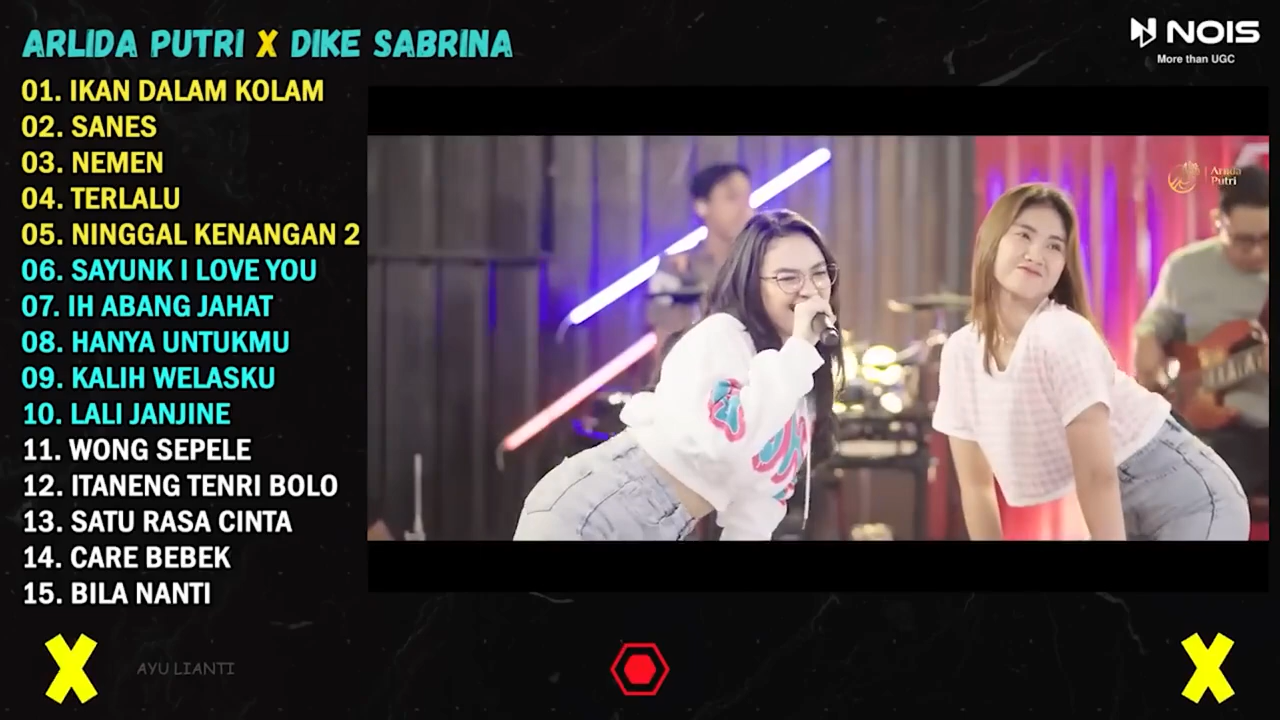 ARLIDA PUTRI X DIKE SABRINA
01. IKAN DALAM KOLAM
02. SANES
03. NEMEN
04. TERLALU
05. NINGGAL KENANGAN 2
06. SAYUNK I LOVE YOU
07. IH ABANG JAHAT
08. HANYA UNTUKMU
09. KALIH WELASKU
10. LALI JANJINE
11. WONG SEPELE
12. ITANENG TENRI BOLO
13. SATU RASA CINTA
14. CARE BEBEK
15. BILA NANTI
NOIS
More than UGC
Arlida
Putri
X
AYU LIANTI
X